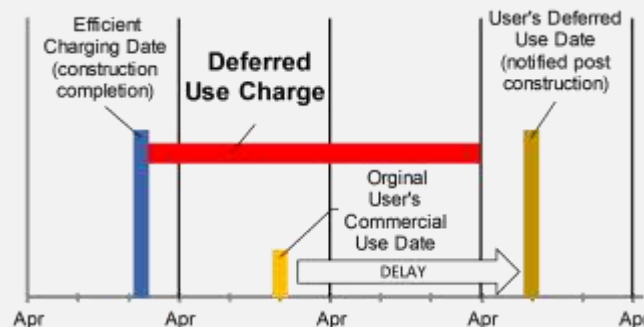 Efficient
Charging Date
(construction
completion)
Deferred
Use Charge
User's Deferred
Use Date
(notified post
construction)
Orginal
User's
Commercial
Use Date
DELAY
Apr
Apr
Apr
Apr
Apr